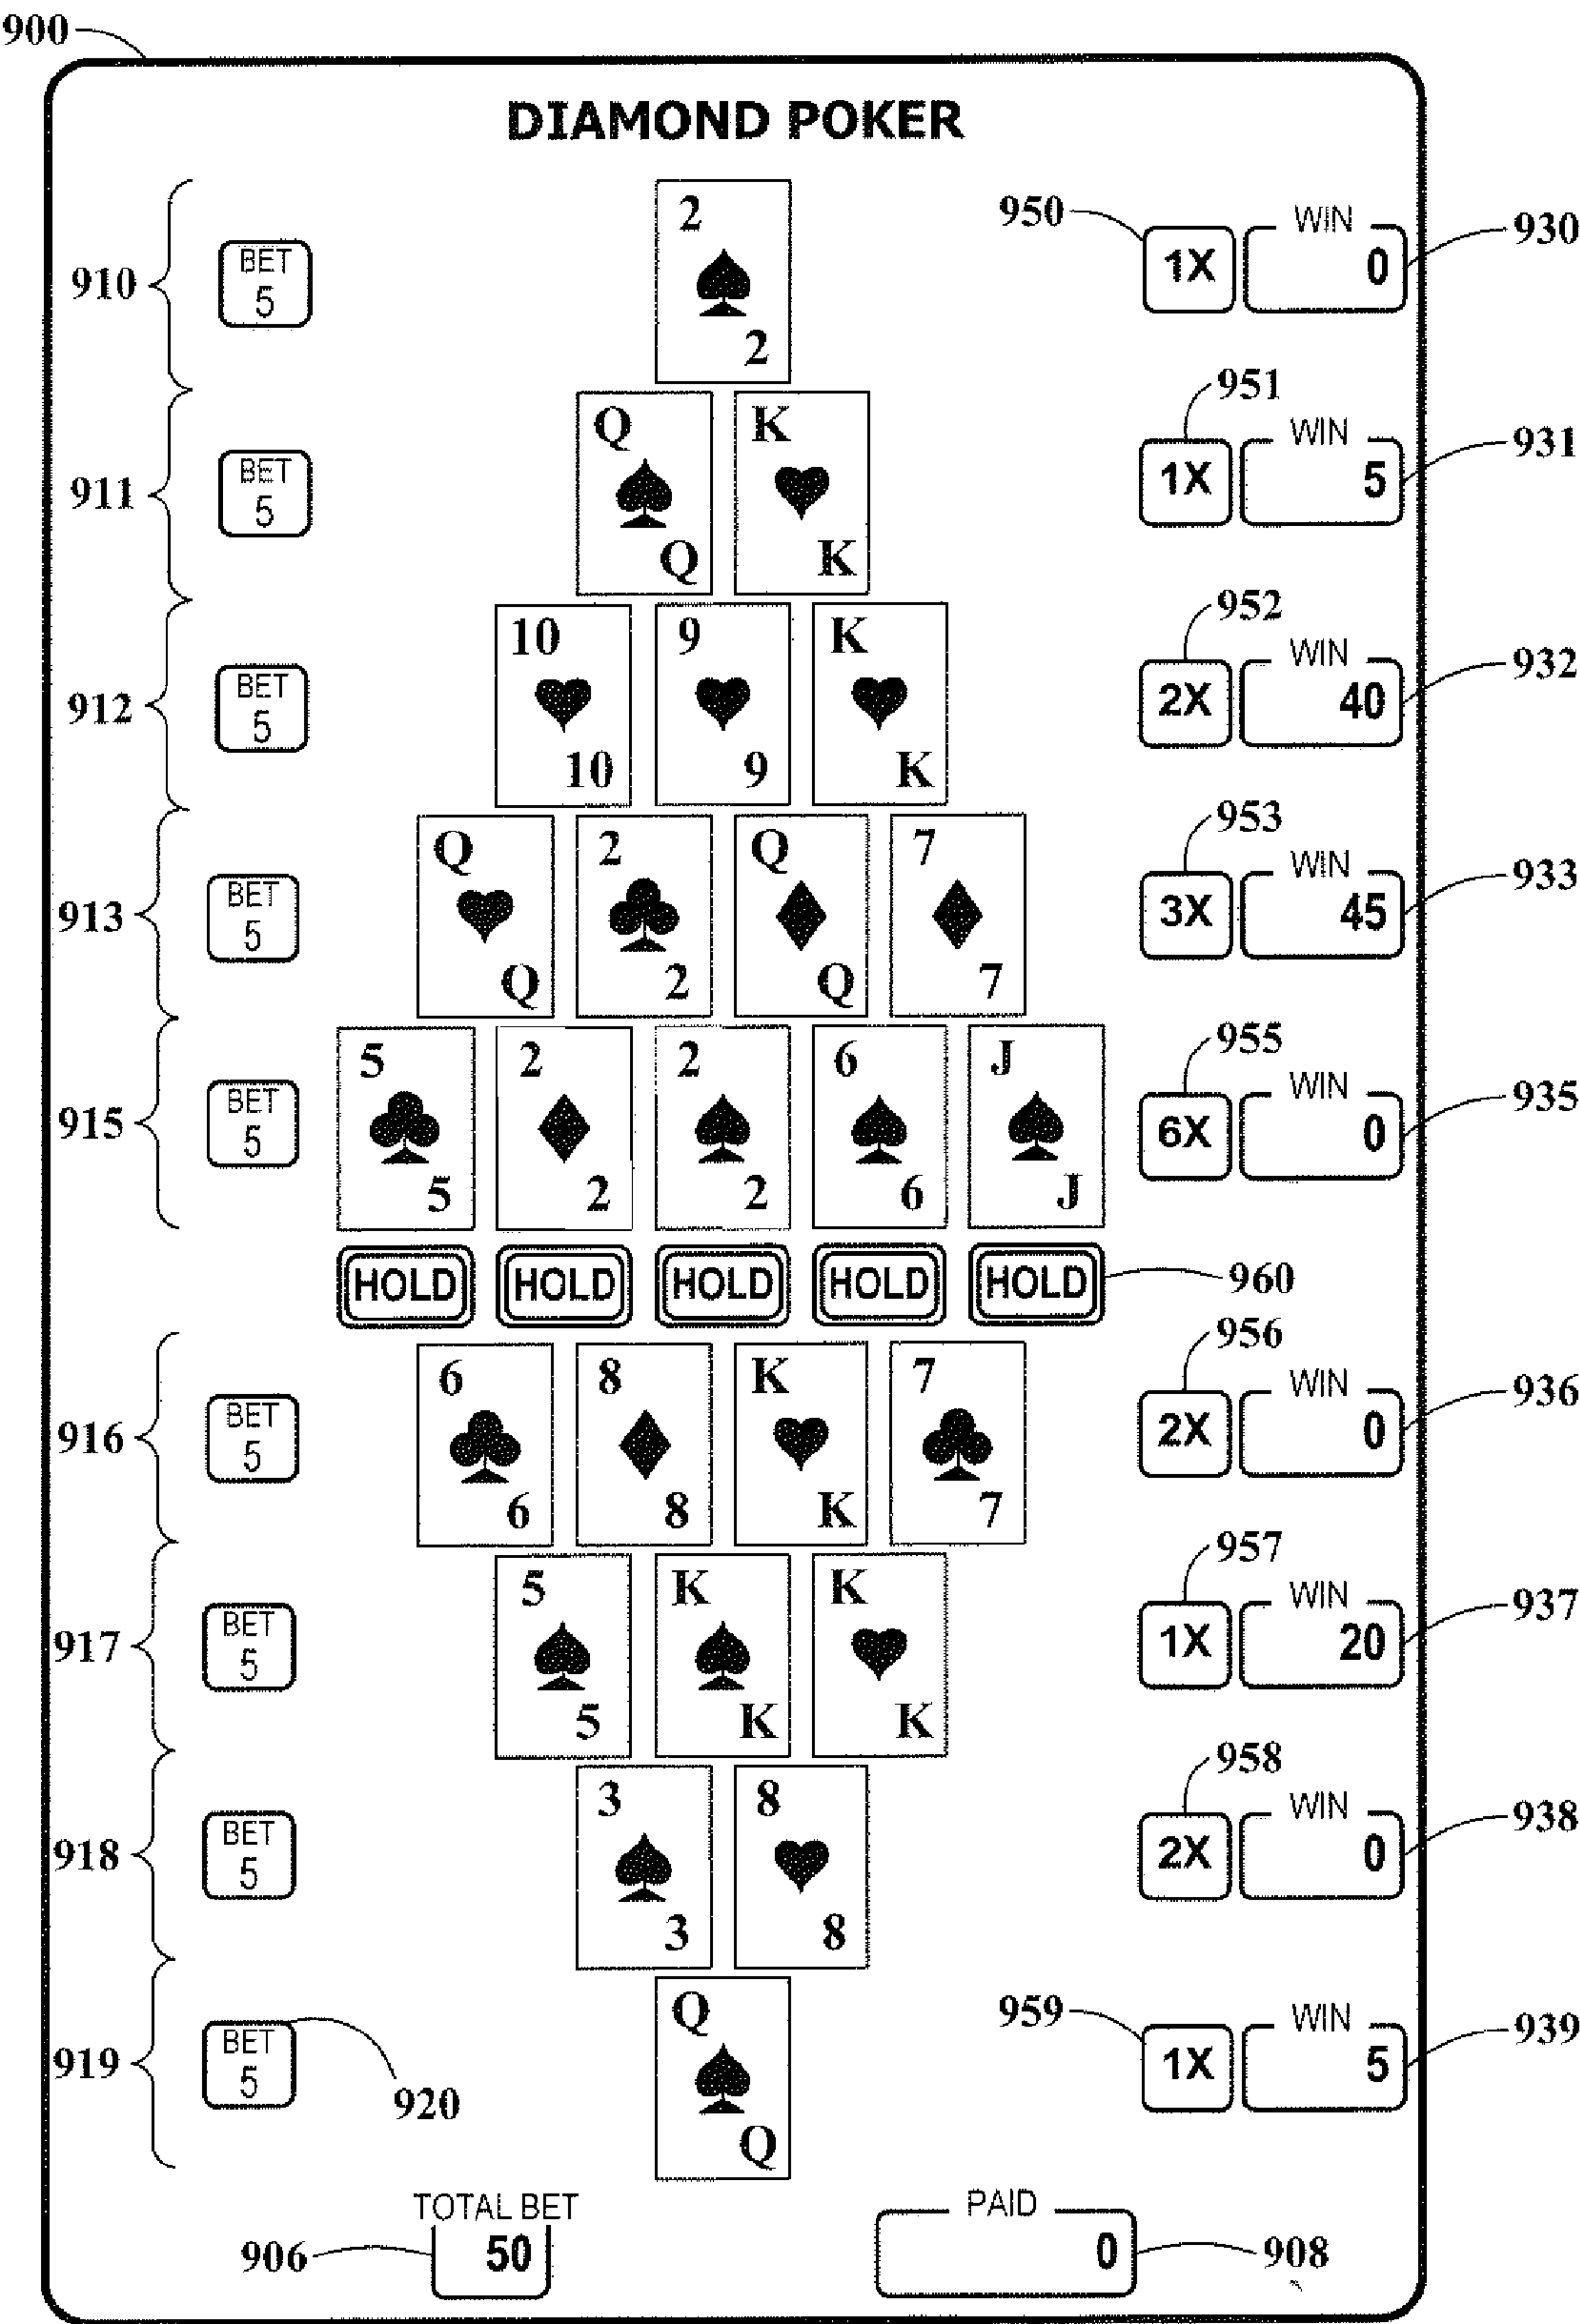 900
DIAMOND POKER
2
2
910
BET
5
950
1X
WIN
0
930
Q
Q
K
K
911
BET
5
951
1X
WIN
5
931
10
10
9
9
K
K
912
BET
5
952
2X
WIN
40
932
Q
Q
2
2
Q
Q
7
7
913
BET
5
953
3X
WIN
45
933
5
5
2
2
2
2
6
6
J
J
915
BET
5
955
6X
WIN
0
935
HOLD HOLD HOLD HOLD HOLD
960
6
6
8
8
K
K
7
7
916
BET
5
956
2X
WIN
0
936
5
5
K
K
K
K
917
BET
5
957
1X
WIN
20
937
3
3
8
8
918
BET
5
958
2X
WIN
0
938
Q
Q
919
BET
5
920
959
1X
WIN
5
939
TOTAL BET
50
906
PAID
0
908